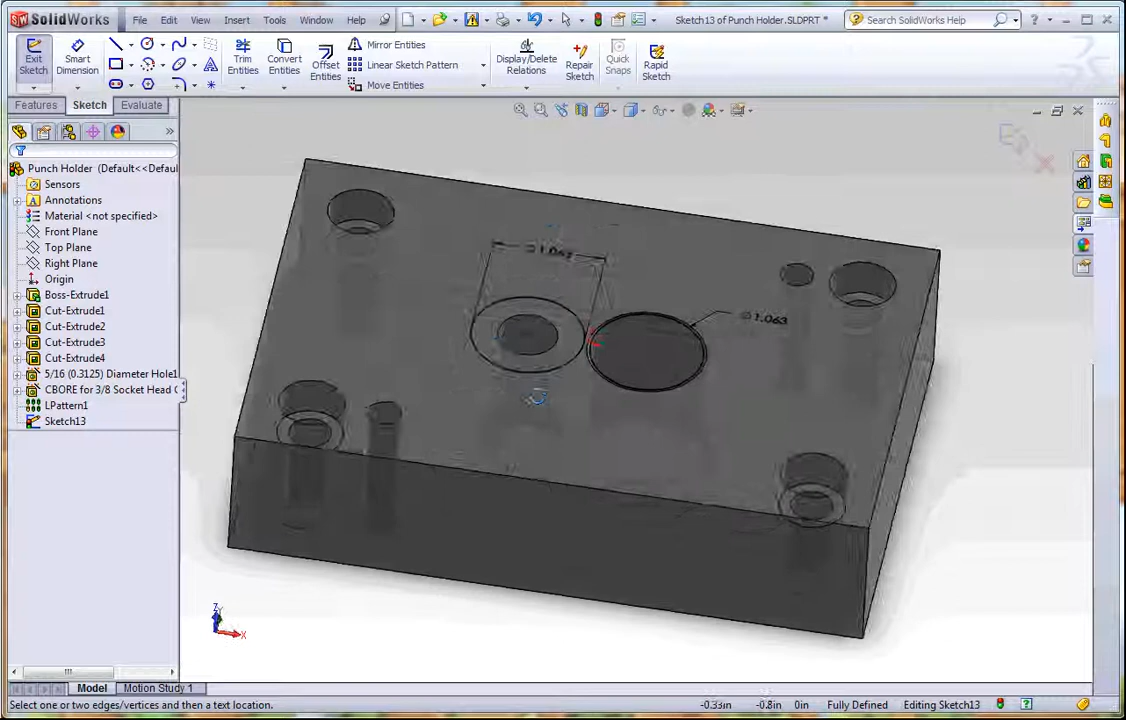 SolidWorks
File
Edit
View
Insert
Tools
Window
Help
Sketch13 of Punch Holder.SLDPRT *
Search SolidWorks Help
Exit Sketch
Smart Dimension
Trim Entities
Convert Entities
Offset Entities
Mirror Entities
Linear Sketch Pattern
Move Entities
Display/Delete Relations
Repair Sketch
Quick Snaps
Rapid Sketch
Features
Sketch
Evaluate
Punch Holder (Default<<Defau
Sensors
Annotations
Material <not specified>
Front Plane
Top Plane
Right Plane
Origin
Boss-Extrude1
Cut-Extrude1
Cut-Extrude2
Cut-Extrude3
Cut-Extrude4
5/16 (0.3125) Diameter Hole1
CBORE for 3/8 Socket Head C
LPattern1
Sketch13
∅1.063
Z
X
Model
Motion Study 1
Select one or two edges/vertices and then a text location.
-0.33in
-0.8in
0in
Fully Defined
Editing Sketch13